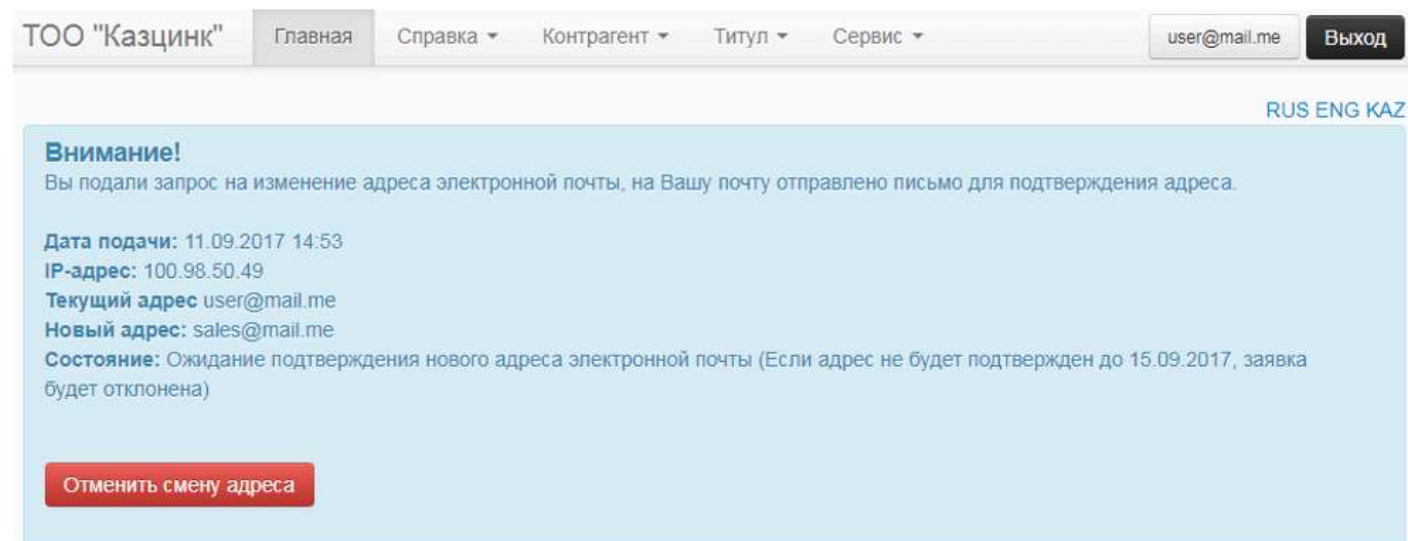 ТОО "Казцинк" Главная Справка Контрагент Титул Сервис user@mail.me Выход
RUS ENG KAZ
Внимание!
Вы подали запрос на изменение адреса электронной почты, на Вашу почту отправлено письмо для подтверждения адреса.
Дата подачи: 11.09.2017 14:53
IP-адрес: 100.98.50.49
Текущий адрес user@mail.me
Новый адрес: sales@mail.me
Состояние: Ожидание подтверждения нового адреса электронной почты (Если адрес не будет подтвержден до 15.09.2017, заявка
будет отклонена)
Отменить смену адреса